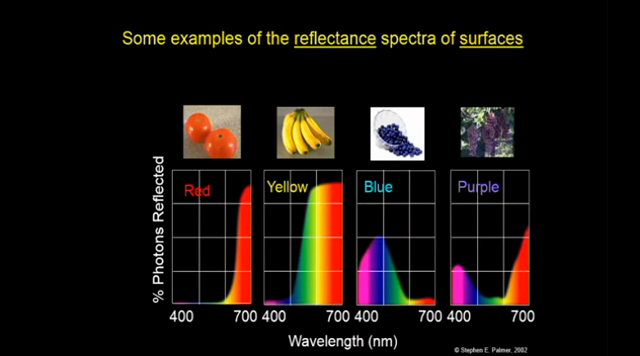 Some examples of the reflectance spectra of surfaces
Red
Yellow
Blue
Purple
% Photons Reflected
400 700 400 700 400 700 400 700
Wavelength (nm)
© Stephen E. Palmer, 2002